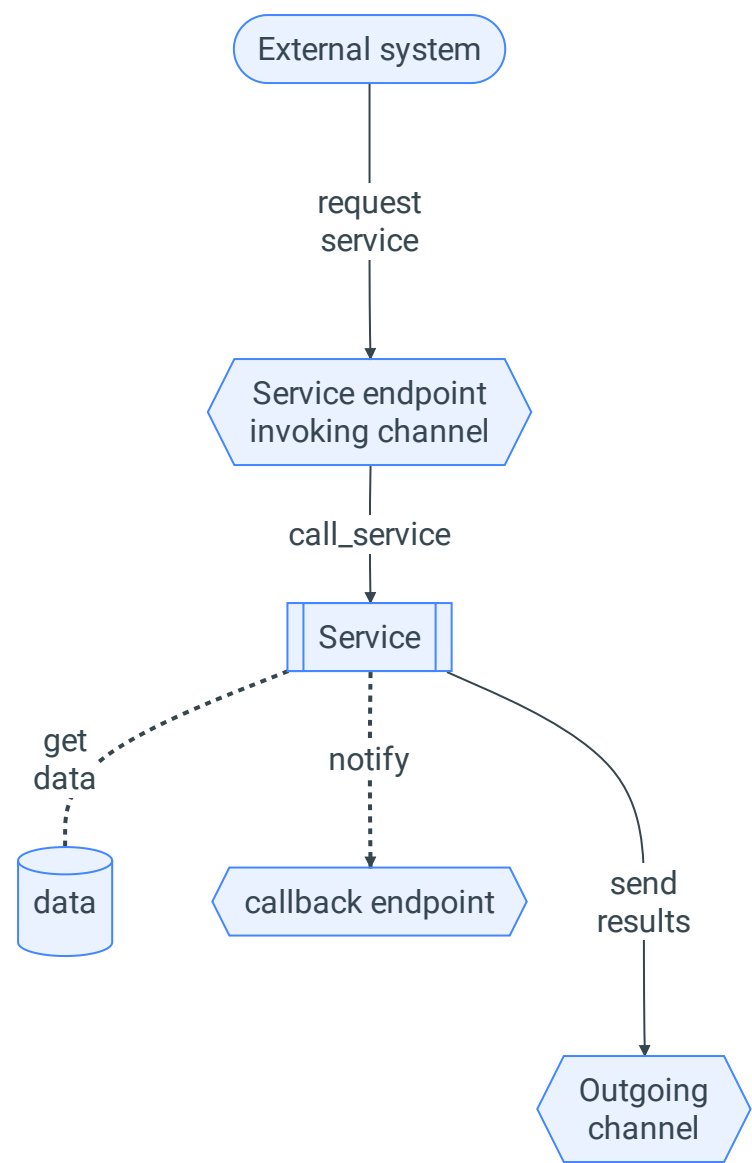 External system
request
service
Service endpoint
invoking channel
call_service
Service
get
data
notify
data
callback endpoint
send
results
Outgoing
channel